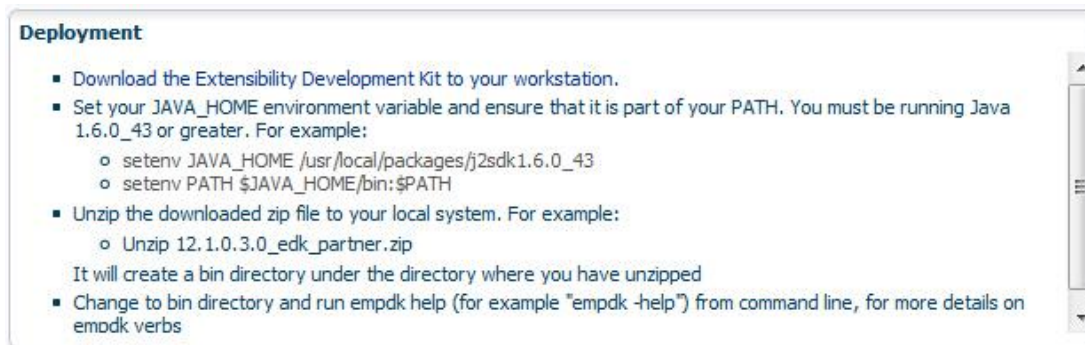 Deployment
Download the Extensibility Development Kit to your workstation.
Set your JAVA_HOME environment variable and ensure that it is part of your PATH. You must be running Java
1.6.0_43 or greater. For example:
setenv JAVA_HOME /usr/local/packages/j2sdk1.6.0_43
setenv PATH $JAVA_HOME/bin:$PATH
Unzip the downloaded zip file to your local system. For example:
Unzip 12.1.0.3.0_edk_partner.zip
It will create a bin directory under the directory where you have unzipped
Change to bin directory and run empdk help (for example "empdk -help") from command line, for more details on
empdk verbs